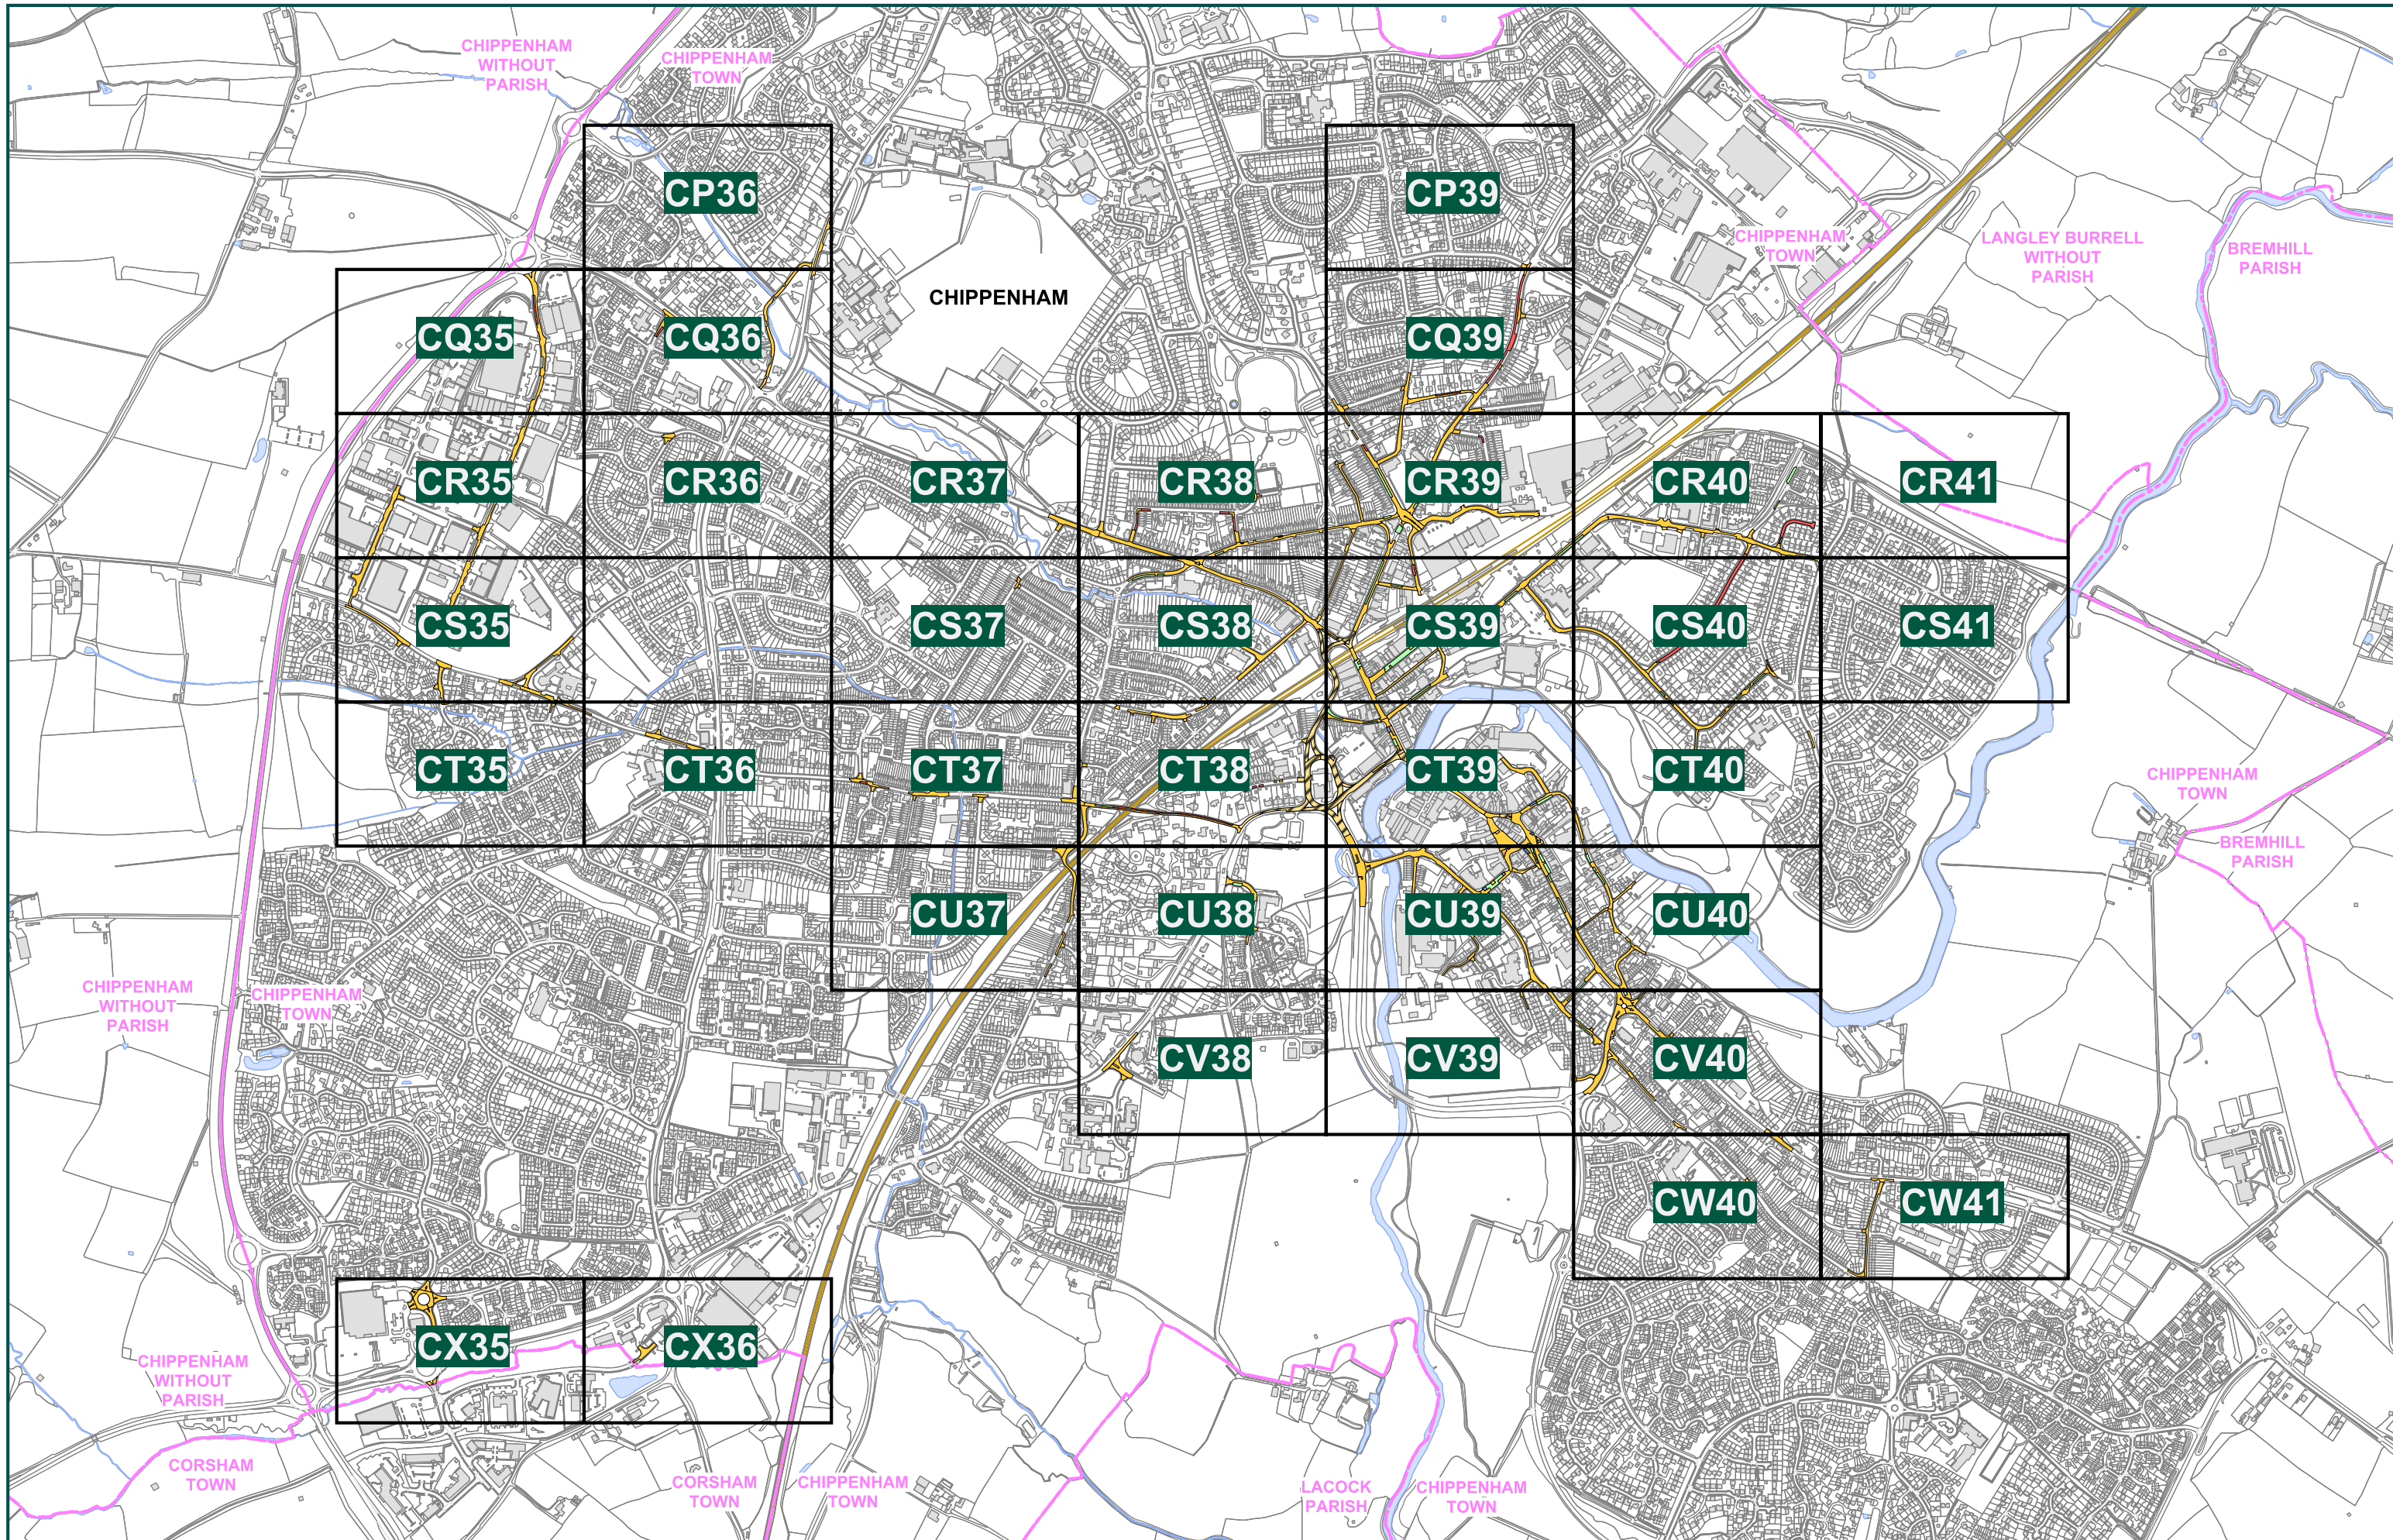 CHIPPENHAM
WITHOUT
PARISH
CHIPPENHAM
TOWN
CP36
CP39
CHIPPENHAM
TOWN
LANGLEY BURRELL
WITHOUT
PARISH
BREMHILL
PARISH
CHIPPENHAM
CQ35
CQ36
CQ39
CR35
CR36
CR37
CR38
CR39
CR40
CR41
CS35
CS37
CS38
CS39
CS40
CS41
CT35
CT36
CT37
CT38
CT39
CT40
CHIPPENHAM
TOWN
BREMHILL
PARISH
CU37
CU38
CU39
CU40
CHIPPENHAM
WITHOUT
PARISH
CHIPPENHAM
TOWN
CV38
CV39
CV40
CW40
CW41
CX35
CX36
CHIPPENHAM
WITHOUT
PARISH
CORSHAM
TOWN
CORSHAM
TOWN
CHIPPENHAM
TOWN
LACOCK
PARISH
CHIPPENHAM
TOWN